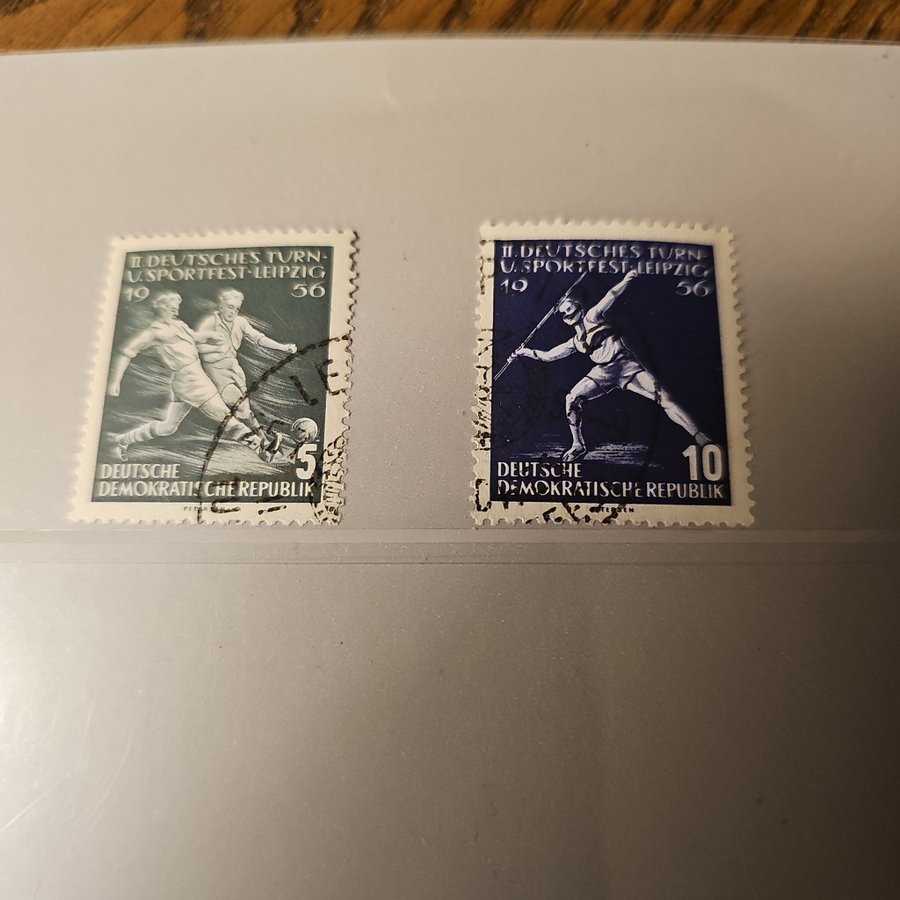 II. DEUTSCHES TURN-
U. SPORTFEST · LEIPZIG
19 56
5
DEUTSCHE
DEMOKRATISCHE REPUBLIK
II. DEUTSCHES TURN-
U. SPORTFEST · LEIPZIG
19 56
DEUTSCHE 10
DEMOKRATISCHE REPUBLIK